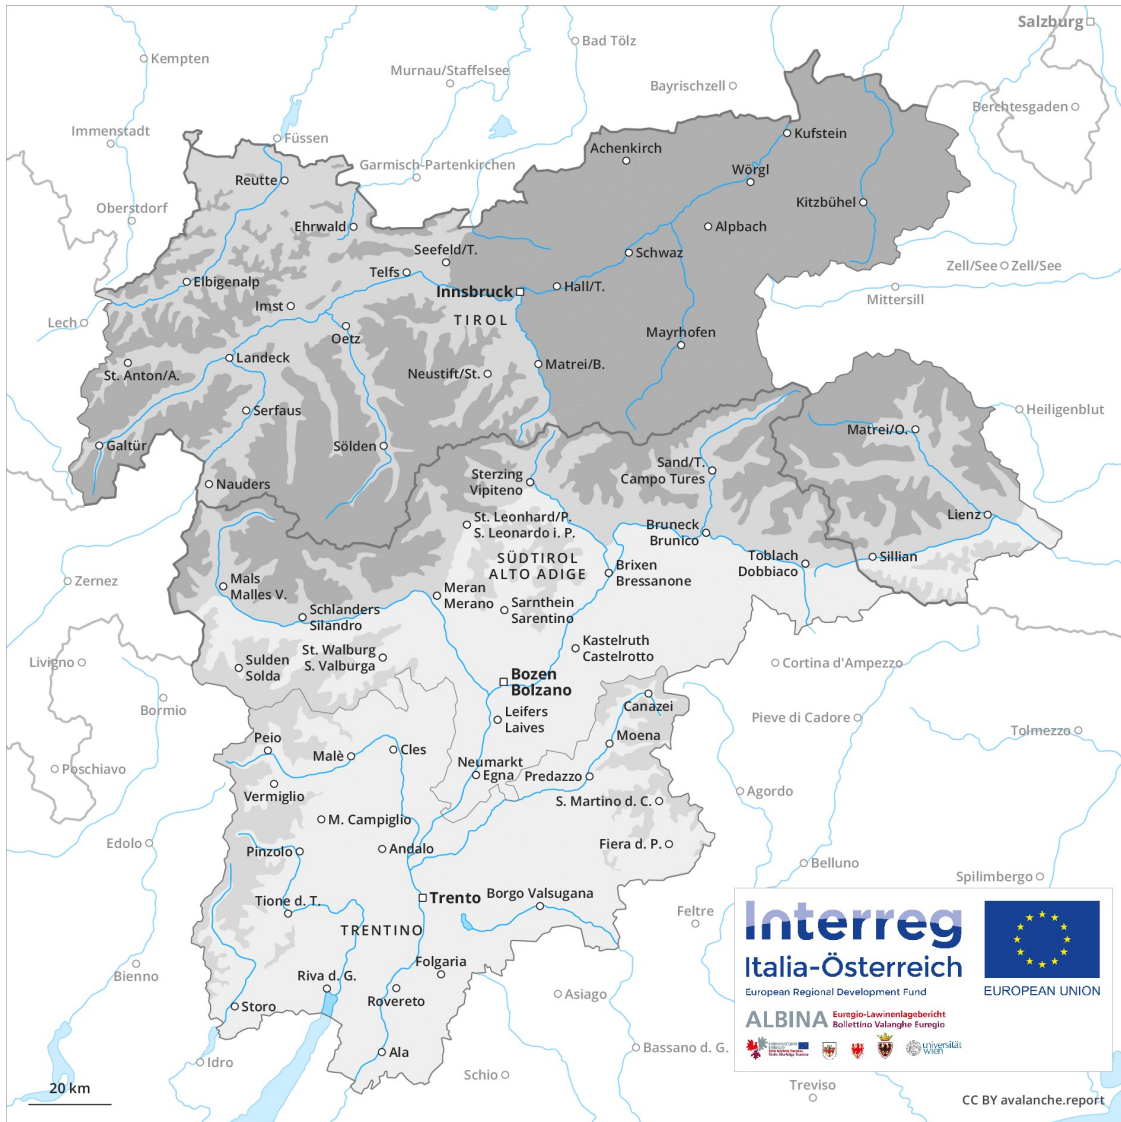 Salzburg
Bad Tölz
Kempten
Murnau/Staffelsee
Bayrischzell
Berchtesgaden
Immenstadt
Füssen
Kufstein
Achenkirch
Garmisch-Partenkirchen
Wörgl
Reutte
Kitzbühel
Oberstdorf
Ehrwald
Alpbach
Seefeld/T.
Schwaz
Telfs
Zell/See
Zell/See
Elbigenalp
Hall/T.
Innsbruck
Mittersill
Imst
TIROL
Lech
Oetz
Mayrhofen
Landeck
Matrei/B.
St. Anton/A.
Neustift/St.
Serfaus
Heiligenblut
Matrei/O.
Galtür
Sölden
Sand/T.
Campo Tures
Sterzing
Vipiteno
Nauders
St. Leonhard/P.
S. Leonardo i. P.
Lienz
Bruneck
Brunico
SÜDTIROL
ALTO ADIGE
Toblach
Dobbiaco
Sillian
Brixen
Bressanone
Zernez
Mals
Malles V.
Meran
Merano
Sarnthein
Sarentino
Schlanders
Silandro
Kastelruth
Castelrotto
St. Walburg
S. Valburga
Livigno
Sulden
Solda
Cortina d'Ampezzo
Bozen
Bolzano
Bormio
Canazei
Leifers
Laives
Pieve di Cadore
Tolmezzo
Peio
Moena
Cles
Malè
Neumarkt
Egna
Predazzo
Poschiavo
Vermiglio
Agordo
S. Martino d. C.
M. Campiglio
Edolo
Fiera d. P.
Pinzolo
Andalo
Belluno
Spilimbergo
Tione d. T.
Trento
Borgo Valsugana
Feltre
TRENTINO
Interreg
Italia-Österreich
European Regional Development Fund
EUROPEAN UNION
Folgaria
Bienno
Riva d. G.
Rovereto
Asiago
Storo
ALBINA
Euregio-Lawinenlagebericht
Bollettino Valanghe Euregio
universität
wien
Ala
Bassano d. G.
Idro
Schio
Treviso
20 km
CC BY avalanche.report